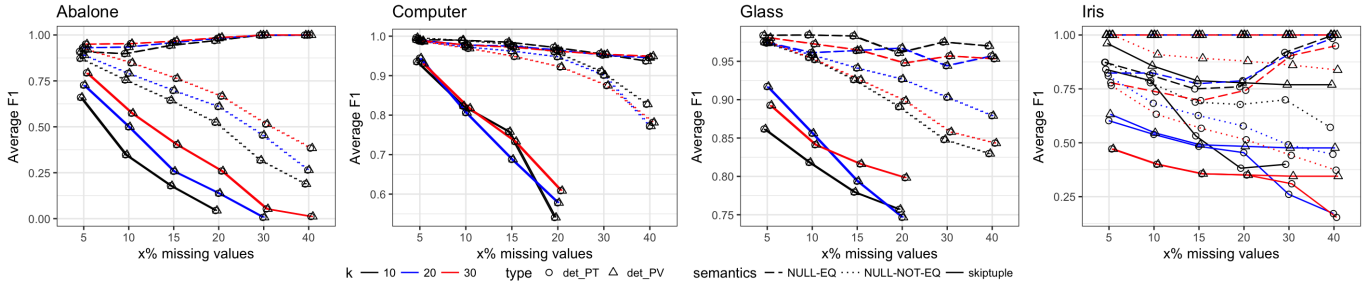 Abalone
Computer
Glass
Iris
Average F1
1.00
0.75
0.50
0.25
0.00
5 10 15 20 30 40
x% missing values
Average F1
1.0
0.9
0.8
0.7
0.6
5 10 15 20 30 40
x% missing values
Average F1
0.95
0.90
0.85
0.80
0.75
5 10 15 20 30 40
x% missing values
Average F1
1.00
0.75
0.50
0.25
5 10 15 20 30 40
x% missing values
k 10 20 30 type det_PT det_PV semantics NULL-EQ NULL-NOT-EQ skiptuple